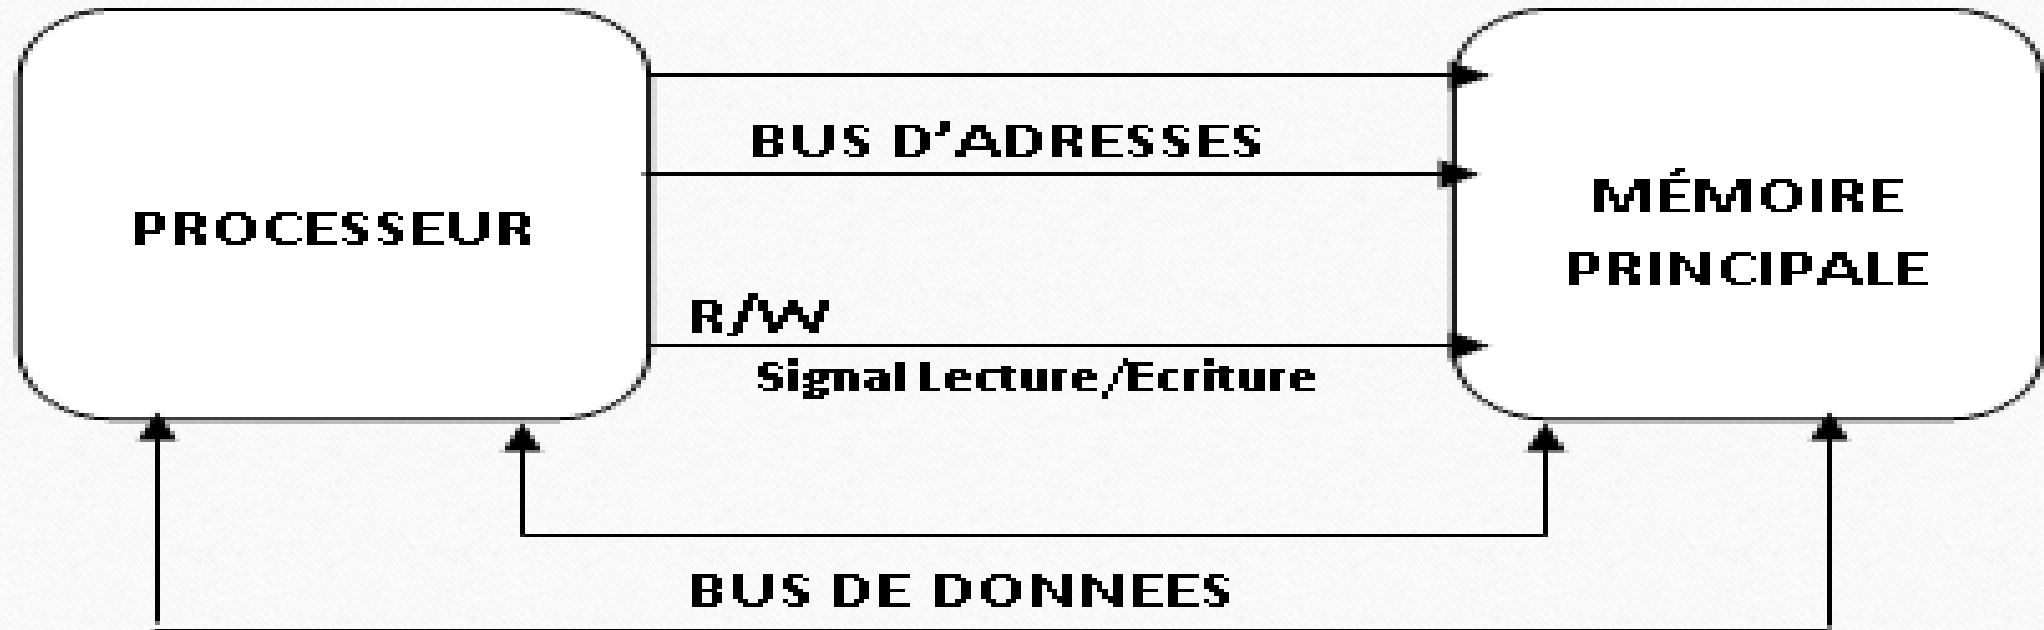 BUS D'ADRESSES
PROCESSEUR
MÉMOIRE
PRINCIPALE
R/W
Signal Lecture/Ecriture
BUS DE DONNEES